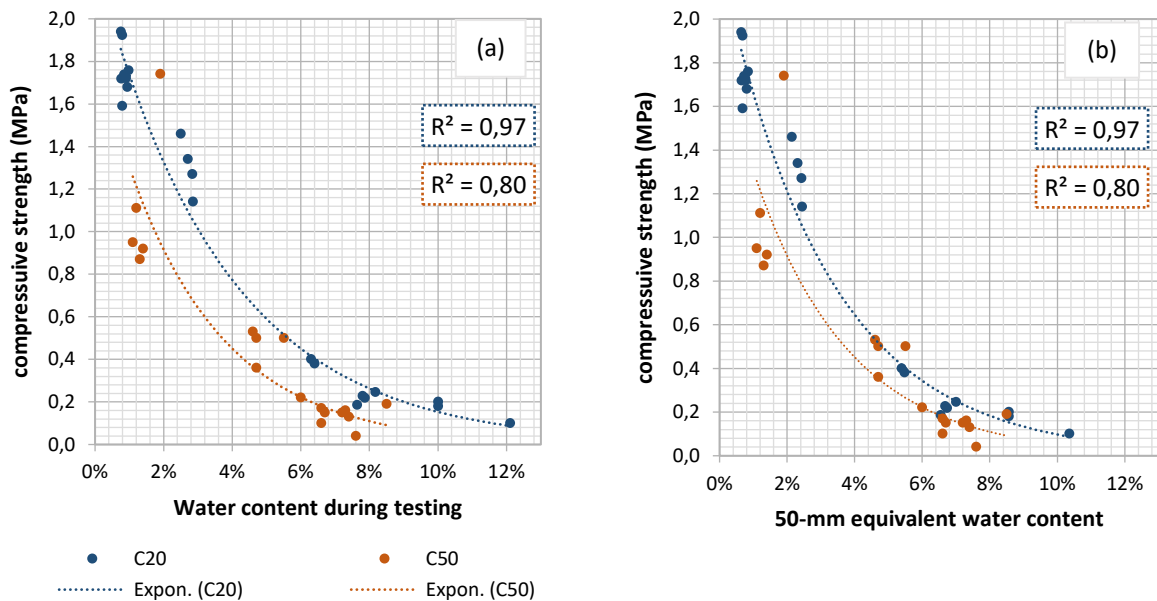 2,0
1,8
1,6
1,4
1,2
1,0
0,8
0,6
0,4
0,2
0,0
compressuive strength (MPa)
(a)
R² = 0,97
R² = 0,80
0% 2% 4% 6% 8% 10% 12%
Water content during testing
2,0
1,8
1,6
1,4
1,2
1,0
0,8
0,6
0,4
0,2
0,0
compressuive strength (MPa)
(b)
R² = 0,97
R² = 0,80
0% 2% 4% 6% 8% 10% 12%
50-mm equivalent water content
C20 C50
Expon. (C20) Expon. (C50)